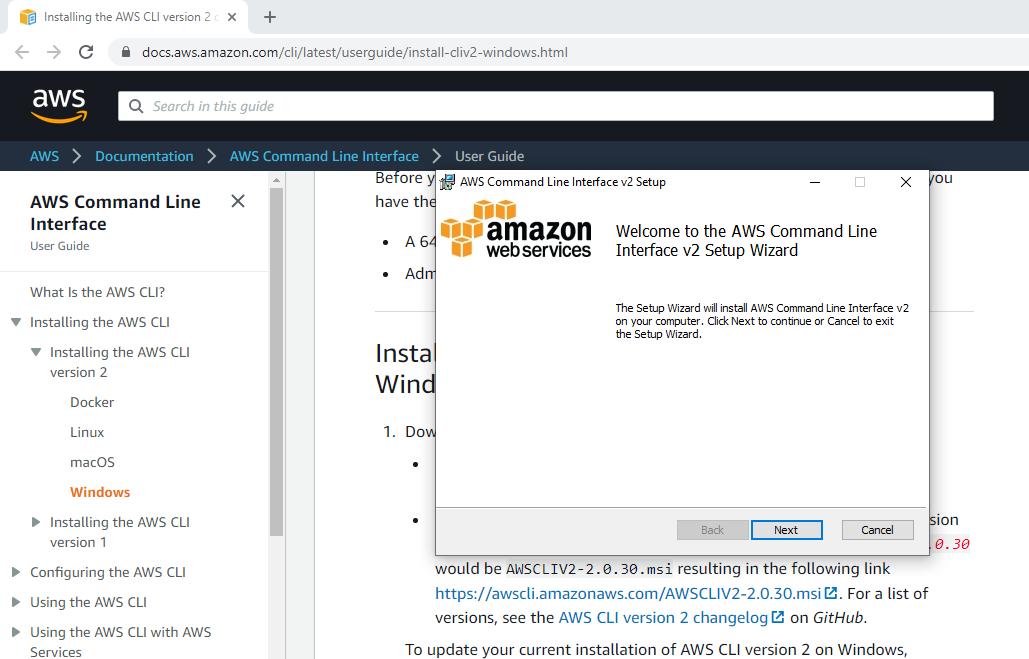 Installing the AWS CLI version 2
docs.aws.amazon.com/cli/latest/userguide/install-cliv2-windows.html
aws
Search in this guide
AWS
Documentation
AWS Command Line Interface
User Guide
AWS Command Line
Interface
User Guide
What Is the AWS CLI?
Installing the AWS CLI
Installing the AWS CLI
version 2
Docker
Linux
macOS
Windows
Installing the AWS CLI
version 1
Configuring the AWS CLI
Using the AWS CLI
Using the AWS CLI with AWS
Services
you
have the
A 64
1.
AWS Command Line Interface v2 Setup
amazon
web services
Welcome to the AWS Command Line
Interface v2 Setup Wizard
The Setup Wizard will install AWS Command Line Interface v2
on your computer. Click Next to continue or Cancel to exit
the Setup Wizard.
Back
Next
Cancel
.0.30
would be AWSCLIV2-2.0.30.msi resulting in the following link
https://awscli.amazonaws.com/AWSCLIV2-2.0.30.msi. For a list of
versions, see the AWS CLI version 2 changelog on GitHub.
To update your current installation of AWS CLI version 2 on Windows,